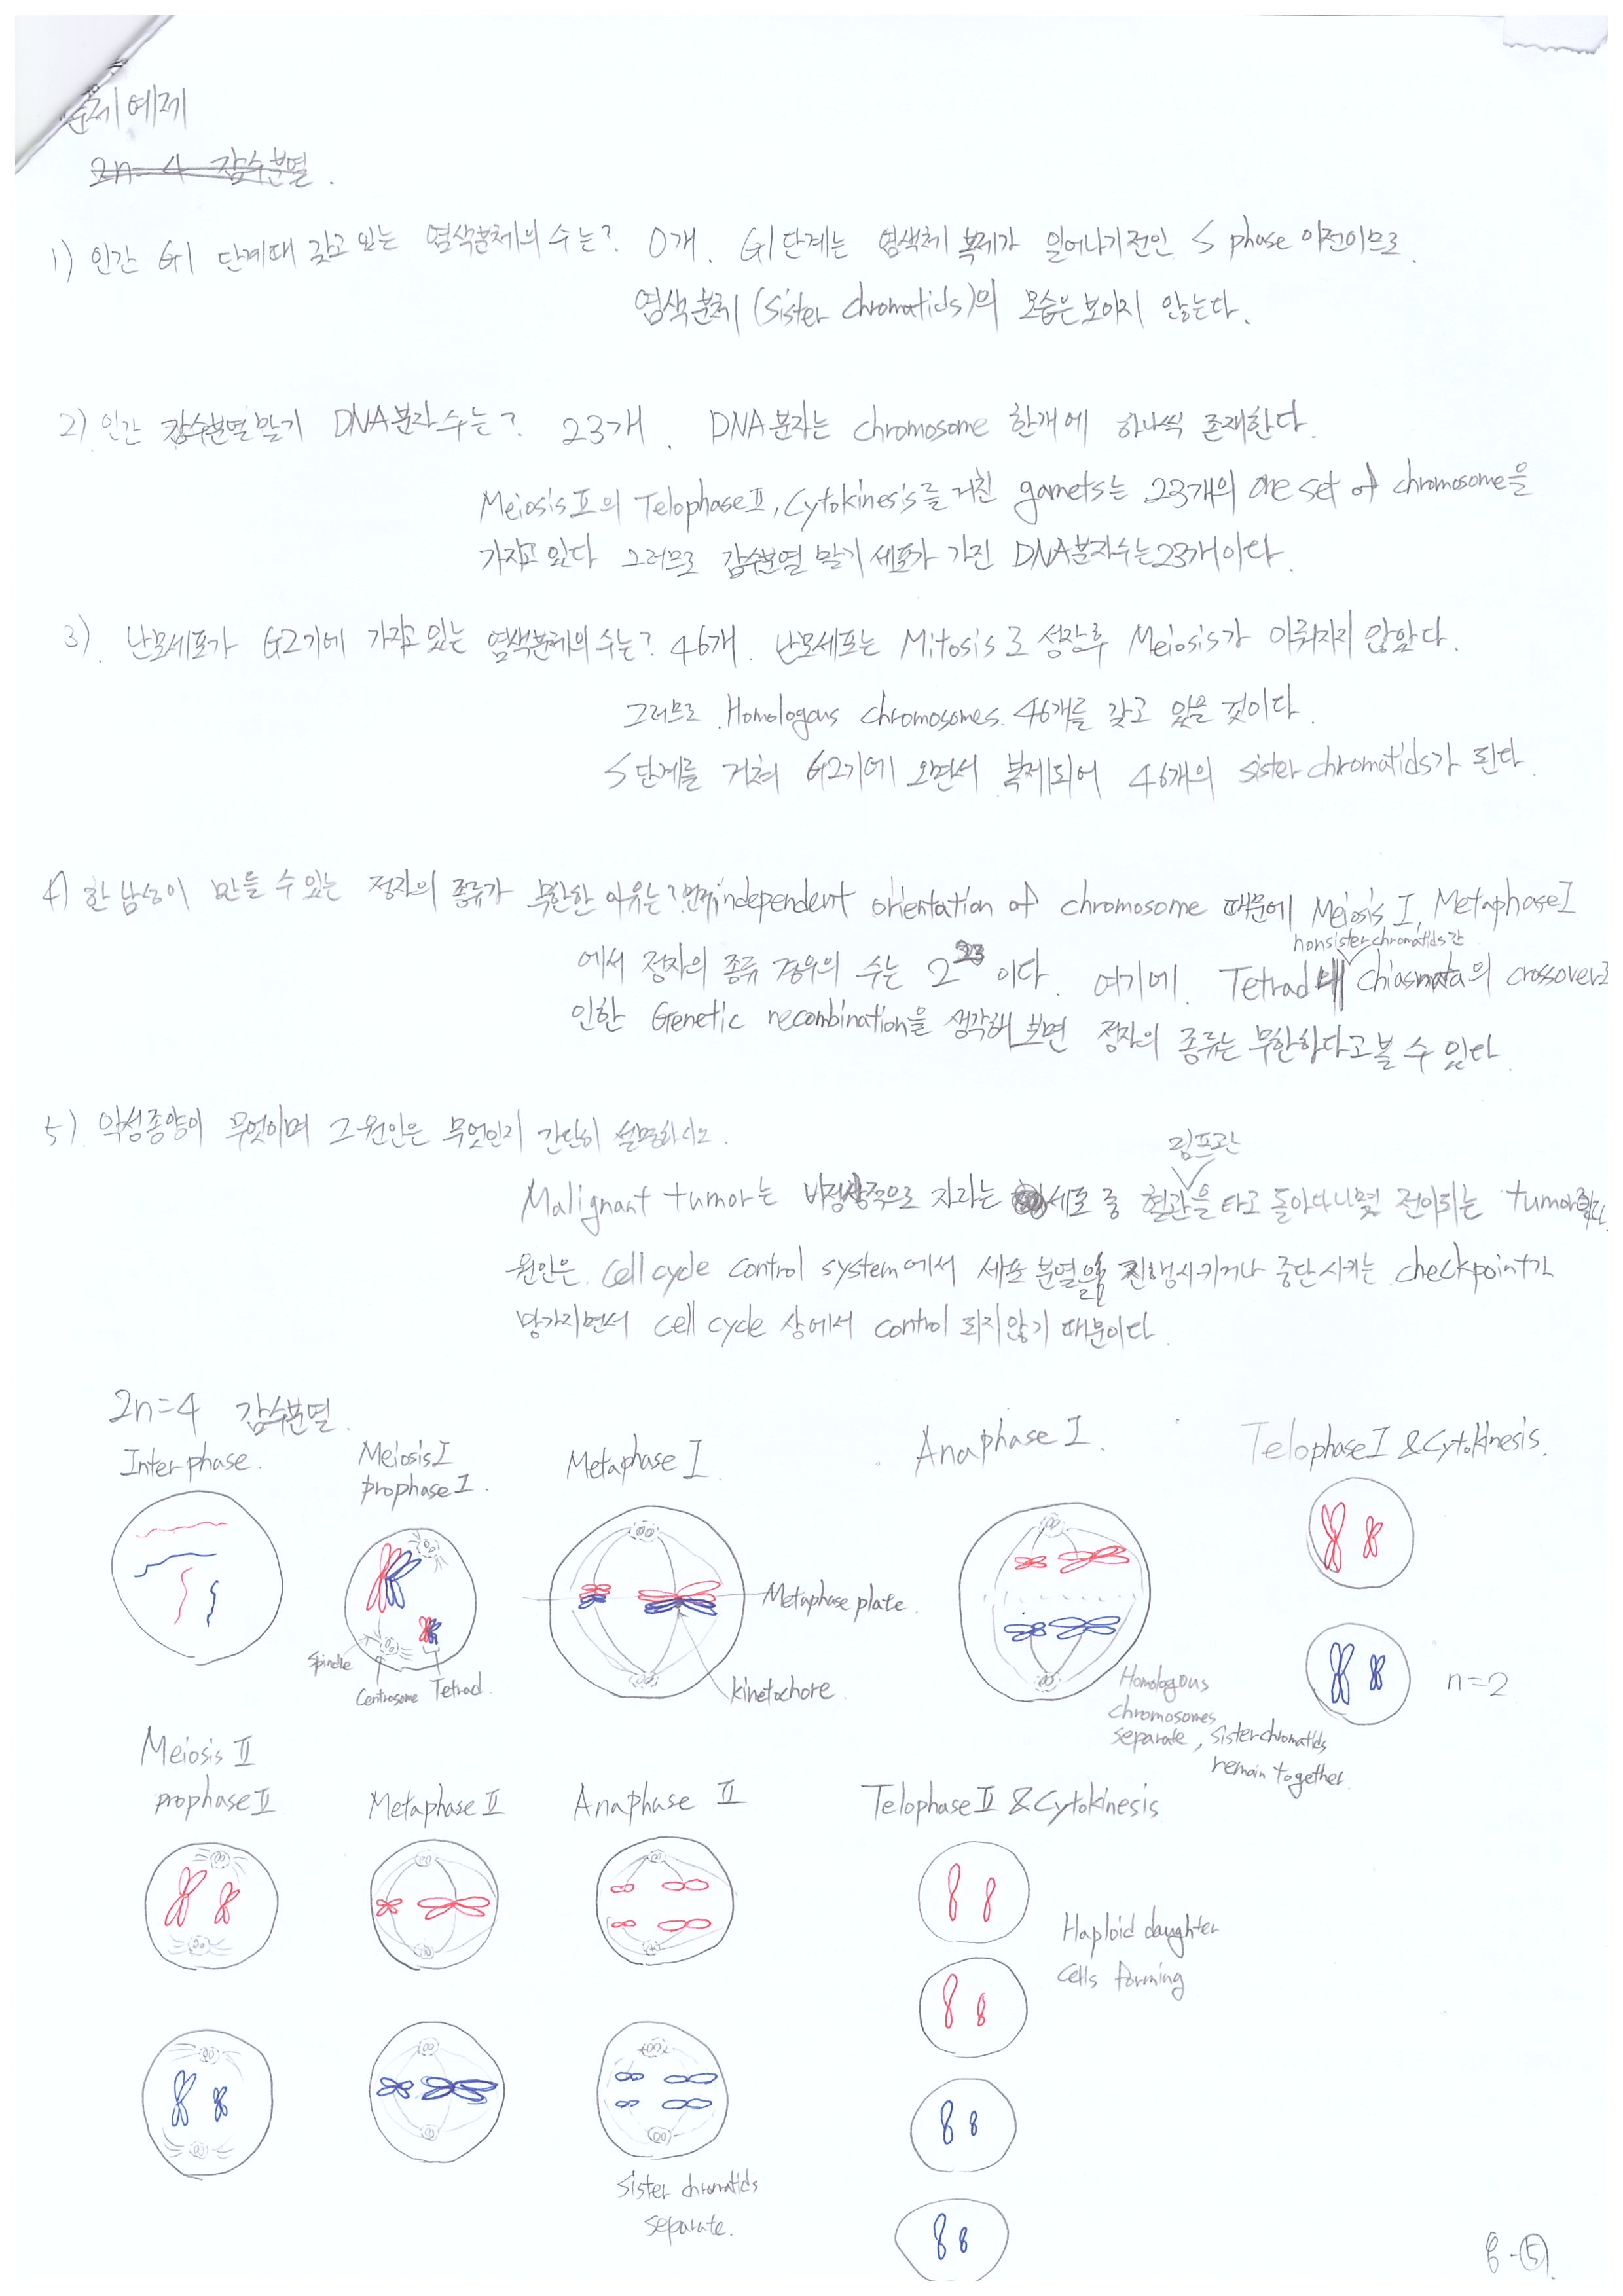 문제 예제
2n=4 감수분열.
1) 인간 G1 단계때 갖고 있는 염색분체의 수는? 0개. G1단계는 염색체 복제가 일어나기전인 S phase 이전이므로.
염색분체 (Sister chromatids)의 모습은 보이지 않는다.
2) 인간 감수분열 말기 DNA분자 수는? 23개. DNA분자는 chromosome 한개에 하나씩 존재한다.
Meiosis Ⅱ의 Telophase Ⅱ, Cytokinesis를 거친 gamets는 23개의 one set of chromosome을
가지고 있다 그러므로 감수분열 말기 세포가 가진 DNA분자수는 23개이다.
3). 난모세포가 G2기에 가지고 있는 염색분체의 수는? 46개. 난모세포는 Mitosis로 성장후 Meiosis가 이뤄지지 않았다.
그러므로 Homologous chromosomes. 46개를 갖고 있을 것이다.
S단계를 거쳐 G2기에 오면서 복제되어 46개의 sister chromatids가 된다.
4) 한 남성이 만들 수 있는 정자의 종류가 무한한 이유는? 먼저, independent orientation of chromosome 때문에 Meiosis I, Metaphase I
nonsister chromatids간
에서 정자의 종류 경우의 수는 2²³ 이다. 여기에. Tetrad내 chiasmata의 crossover로
인한 Genetic recombination을 생각해 보면 정자의 종류는 무한하다고 볼 수 있다.
5). 악성종양이 무엇이며 그 원인은 무엇인지 간단히 설명하시오.
림프관
Malignant tumor는 비정상적으로 자라는 세포 중 혈관을 타고 돌아다니며 전이되는 tumor
원인은. Cell cycle control system에서 세포 분열을 진행시키거나 중단시키는 checkpoint가
망가지면서 cell cycle 상에서 control 되지 않기 때문이다.
2n=4 감수분열.
Interphase.
Meiosis I
prophase I.
Metaphase I
Anaphase I.
Telophase I & Cytokinesis.
Metaphase plate.
Spindle
Centrosome
Tetrad.
kinetochore.
Homologous
chromosomes
separate, Sister chromatids
remain together.
n=2
Meiosis Ⅱ
prophase Ⅱ
Metaphase Ⅱ
Anaphase Ⅱ
Telophase Ⅱ & Cytokinesis
Haploid daughter
cells forming
Sister chromatids
separate.
8-⑤